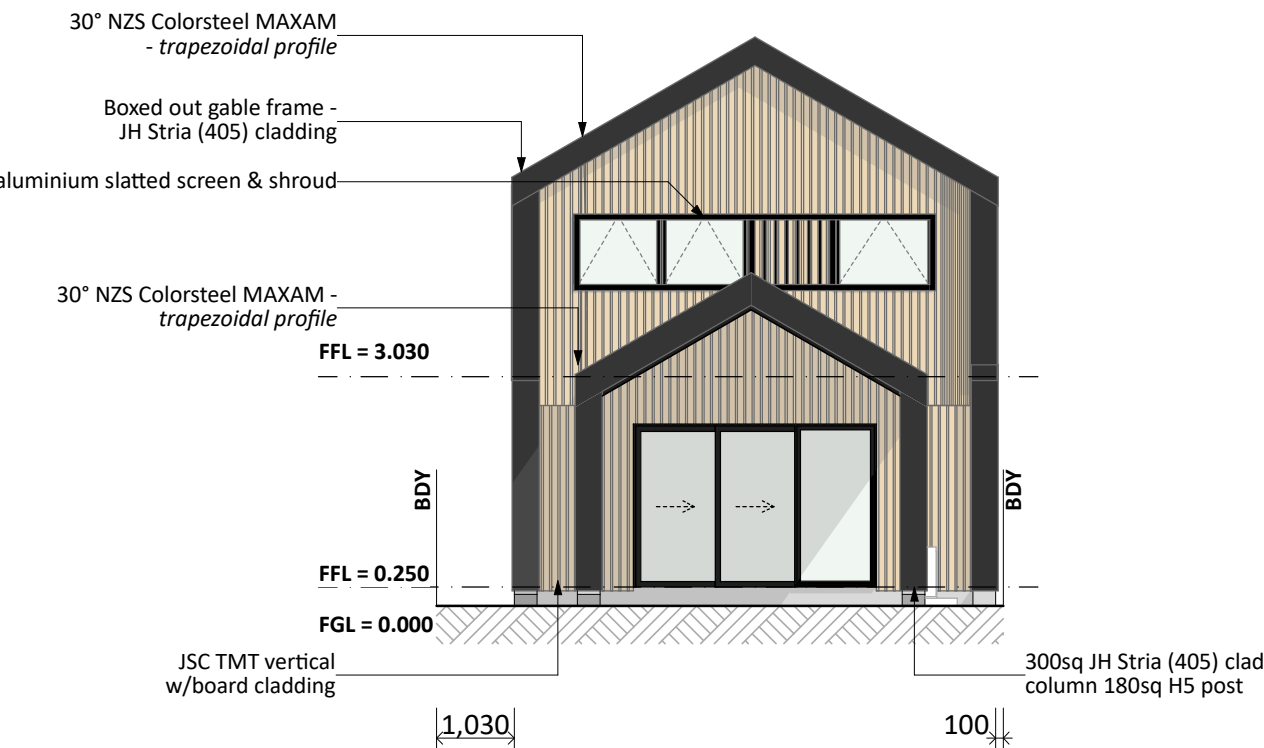 30° NZS Colorsteel MAXAM
- trapezoidal profile
Boxed out gable frame -
JH Stria (405) cladding
aluminium slatted screen & shroud
30° NZS Colorsteel MAXAM -
trapezoidal profile
FFL = 3.030
BDY
BDY
FFL = 0.250
FGL = 0.000
JSC TMT vertical
w/board cladding
300sq JH Stria (405) clad
column 180sq H5 post
1,030
100